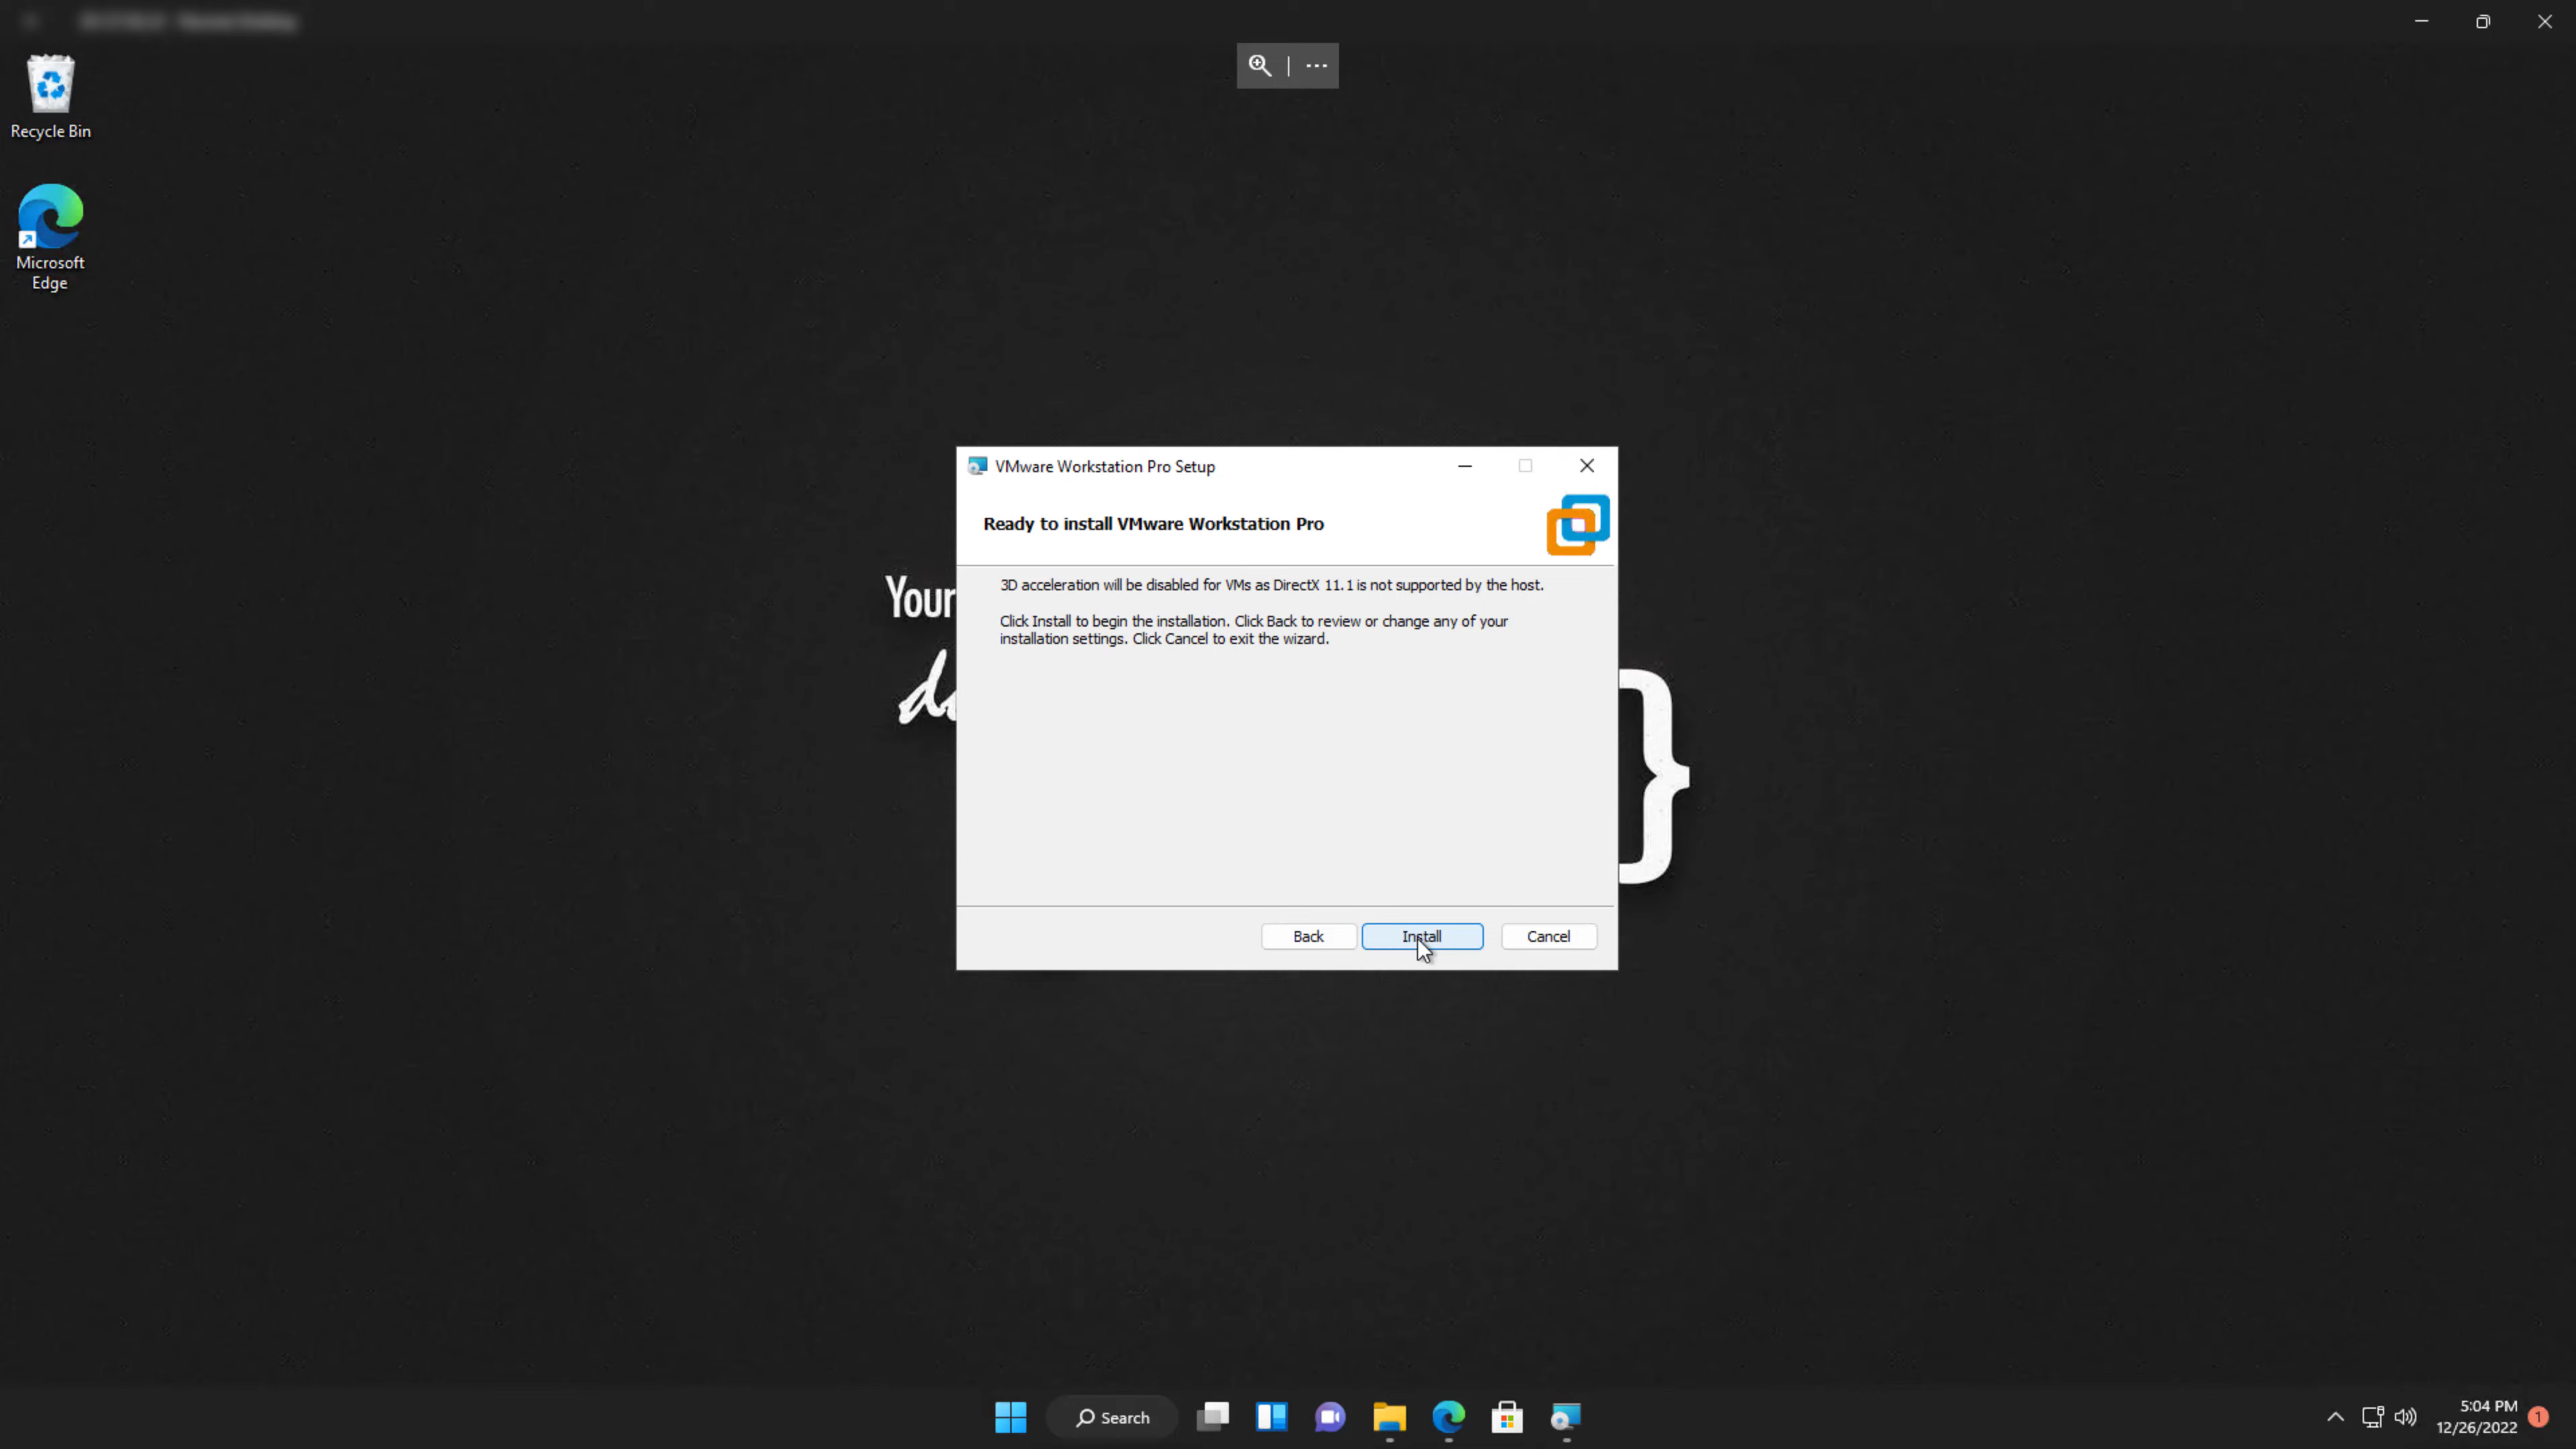 Recycle Bin
Microsoft
Edge
VMware Workstation Pro Setup
Ready to install VMware Workstation Pro
3D acceleration will be disabled for VMs as DirectX 11.1 is not supported by the host.
Click Install to begin the installation. Click Back to review or change any of your
installation settings. Click Cancel to exit the wizard.
Back
Install
Cancel
Your
Search
5:04 PM
12/26/2022
1